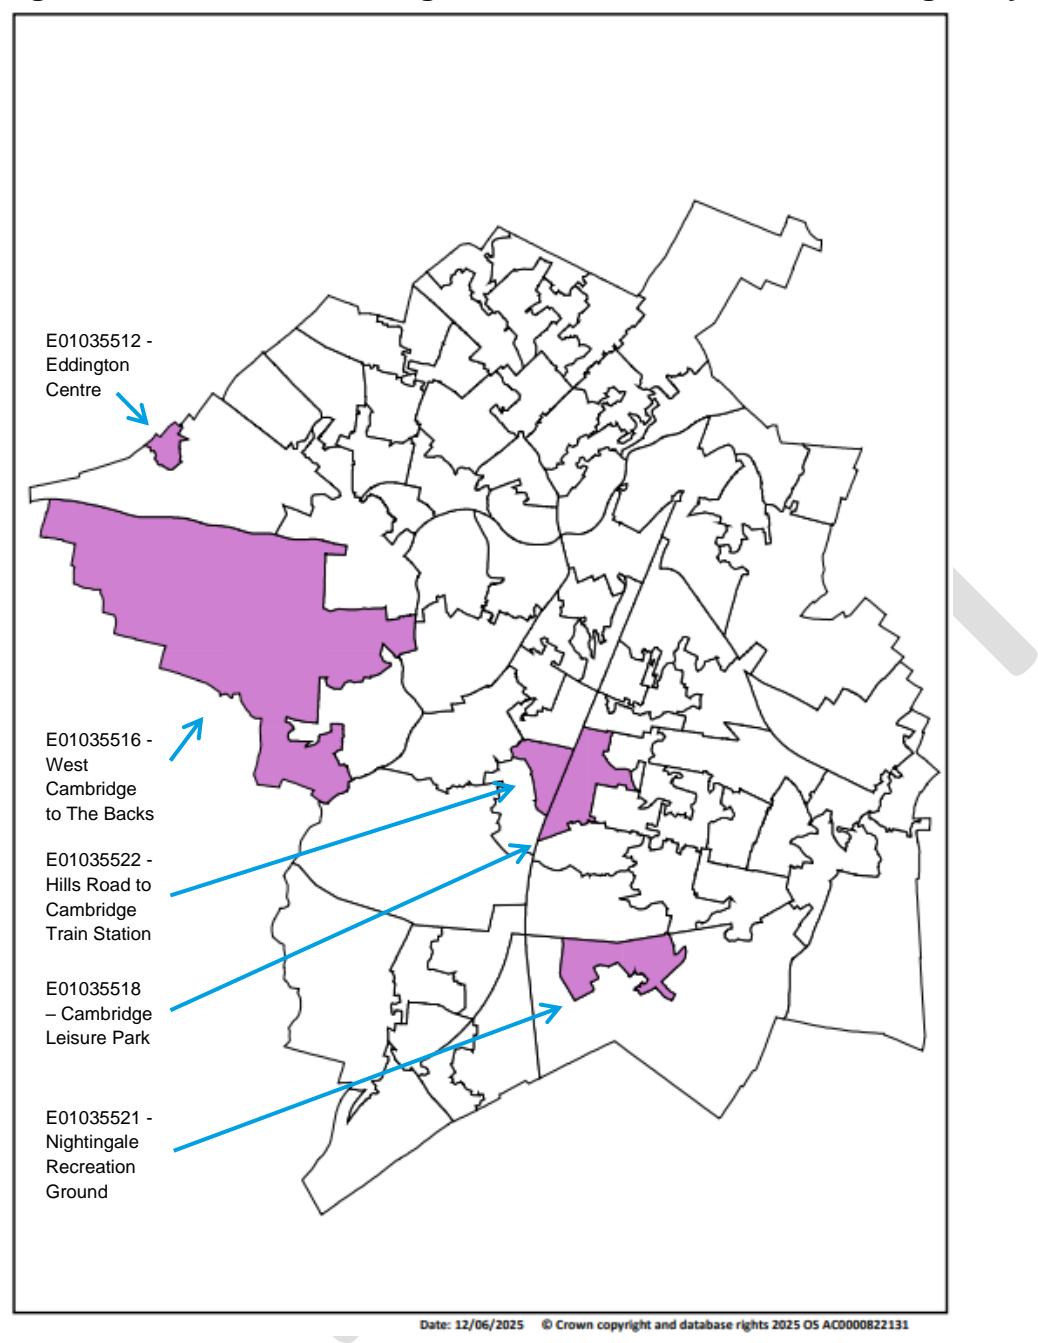 E01035512 -
Eddington
Centre
E01035516 -
West
Cambridge
to The Backs
E01035522 -
Hills Road to
Cambridge
Train Station
E01035518
– Cambridge
Leisure Park
E01035521 -
Nightingale
Recreation
Ground
Date: 12/06/2025 © Crown copyright and database rights 2025 OS AC0000822131